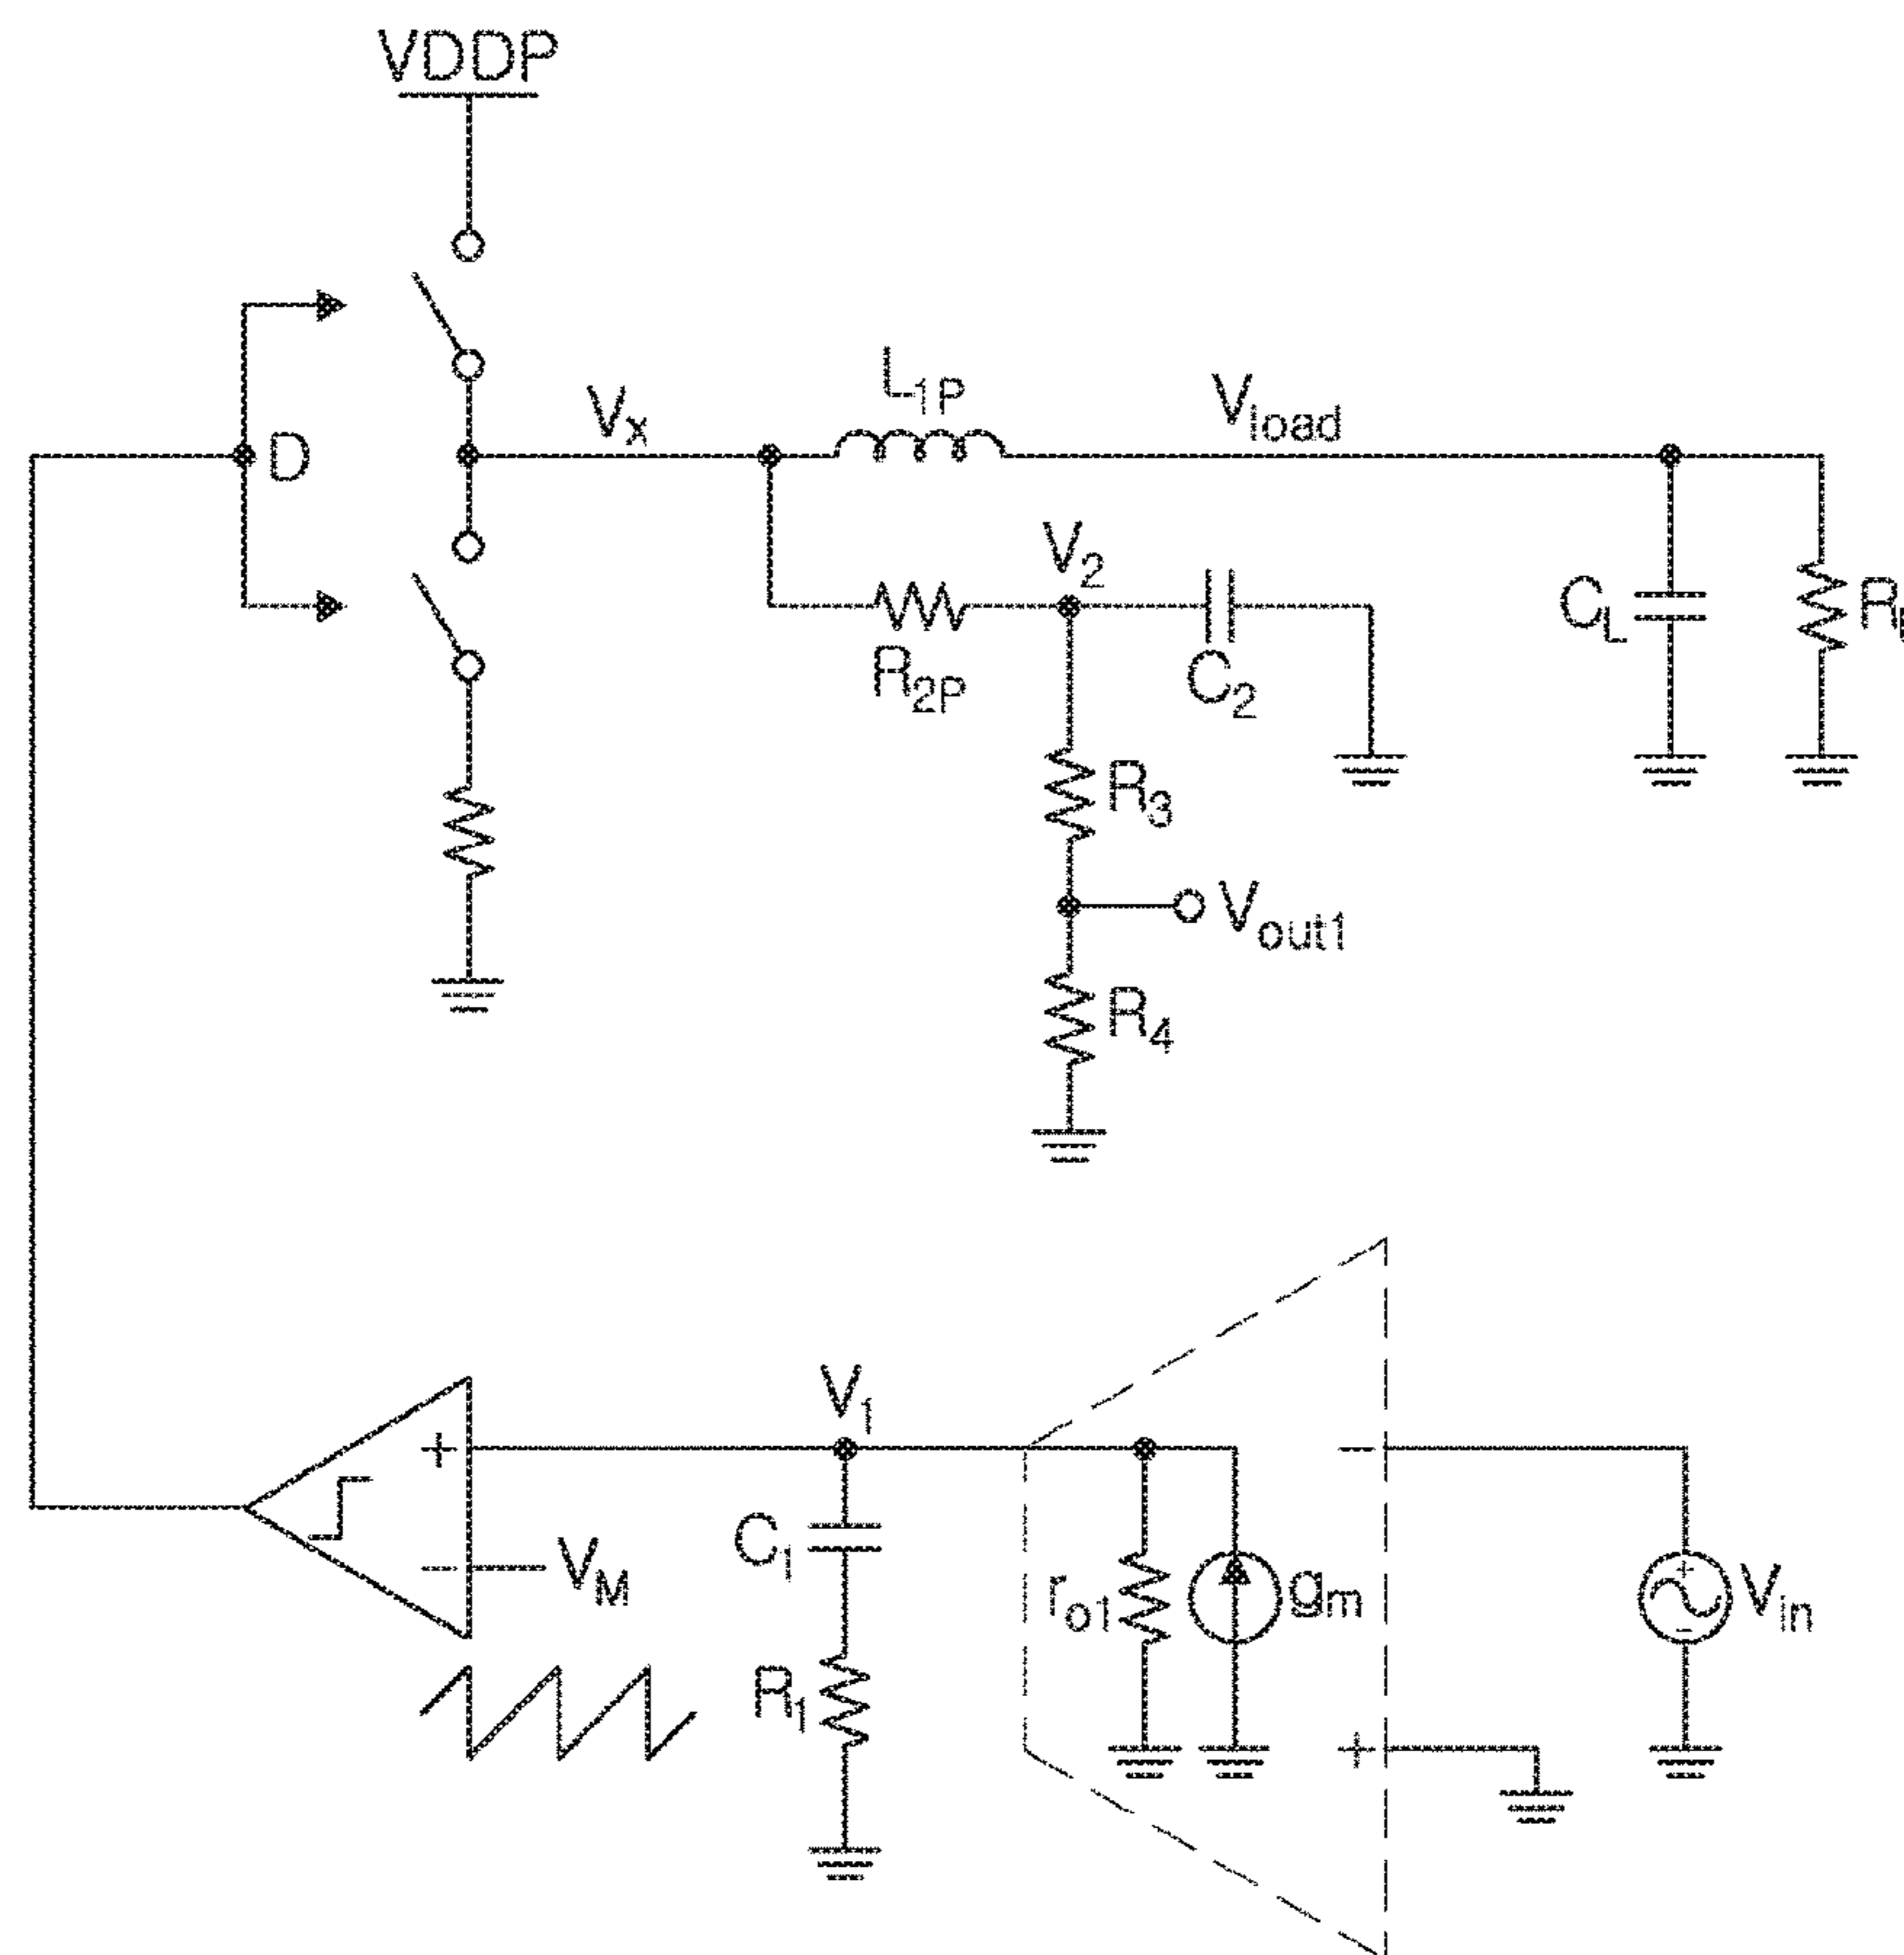 VDDP
L1P
Vx
Vload
D
V2
CL
R2P
C2
R3
Vout1
R4
V1
+
−
C1
−
VM
ro1
gm
+
−
Vin
R1
+